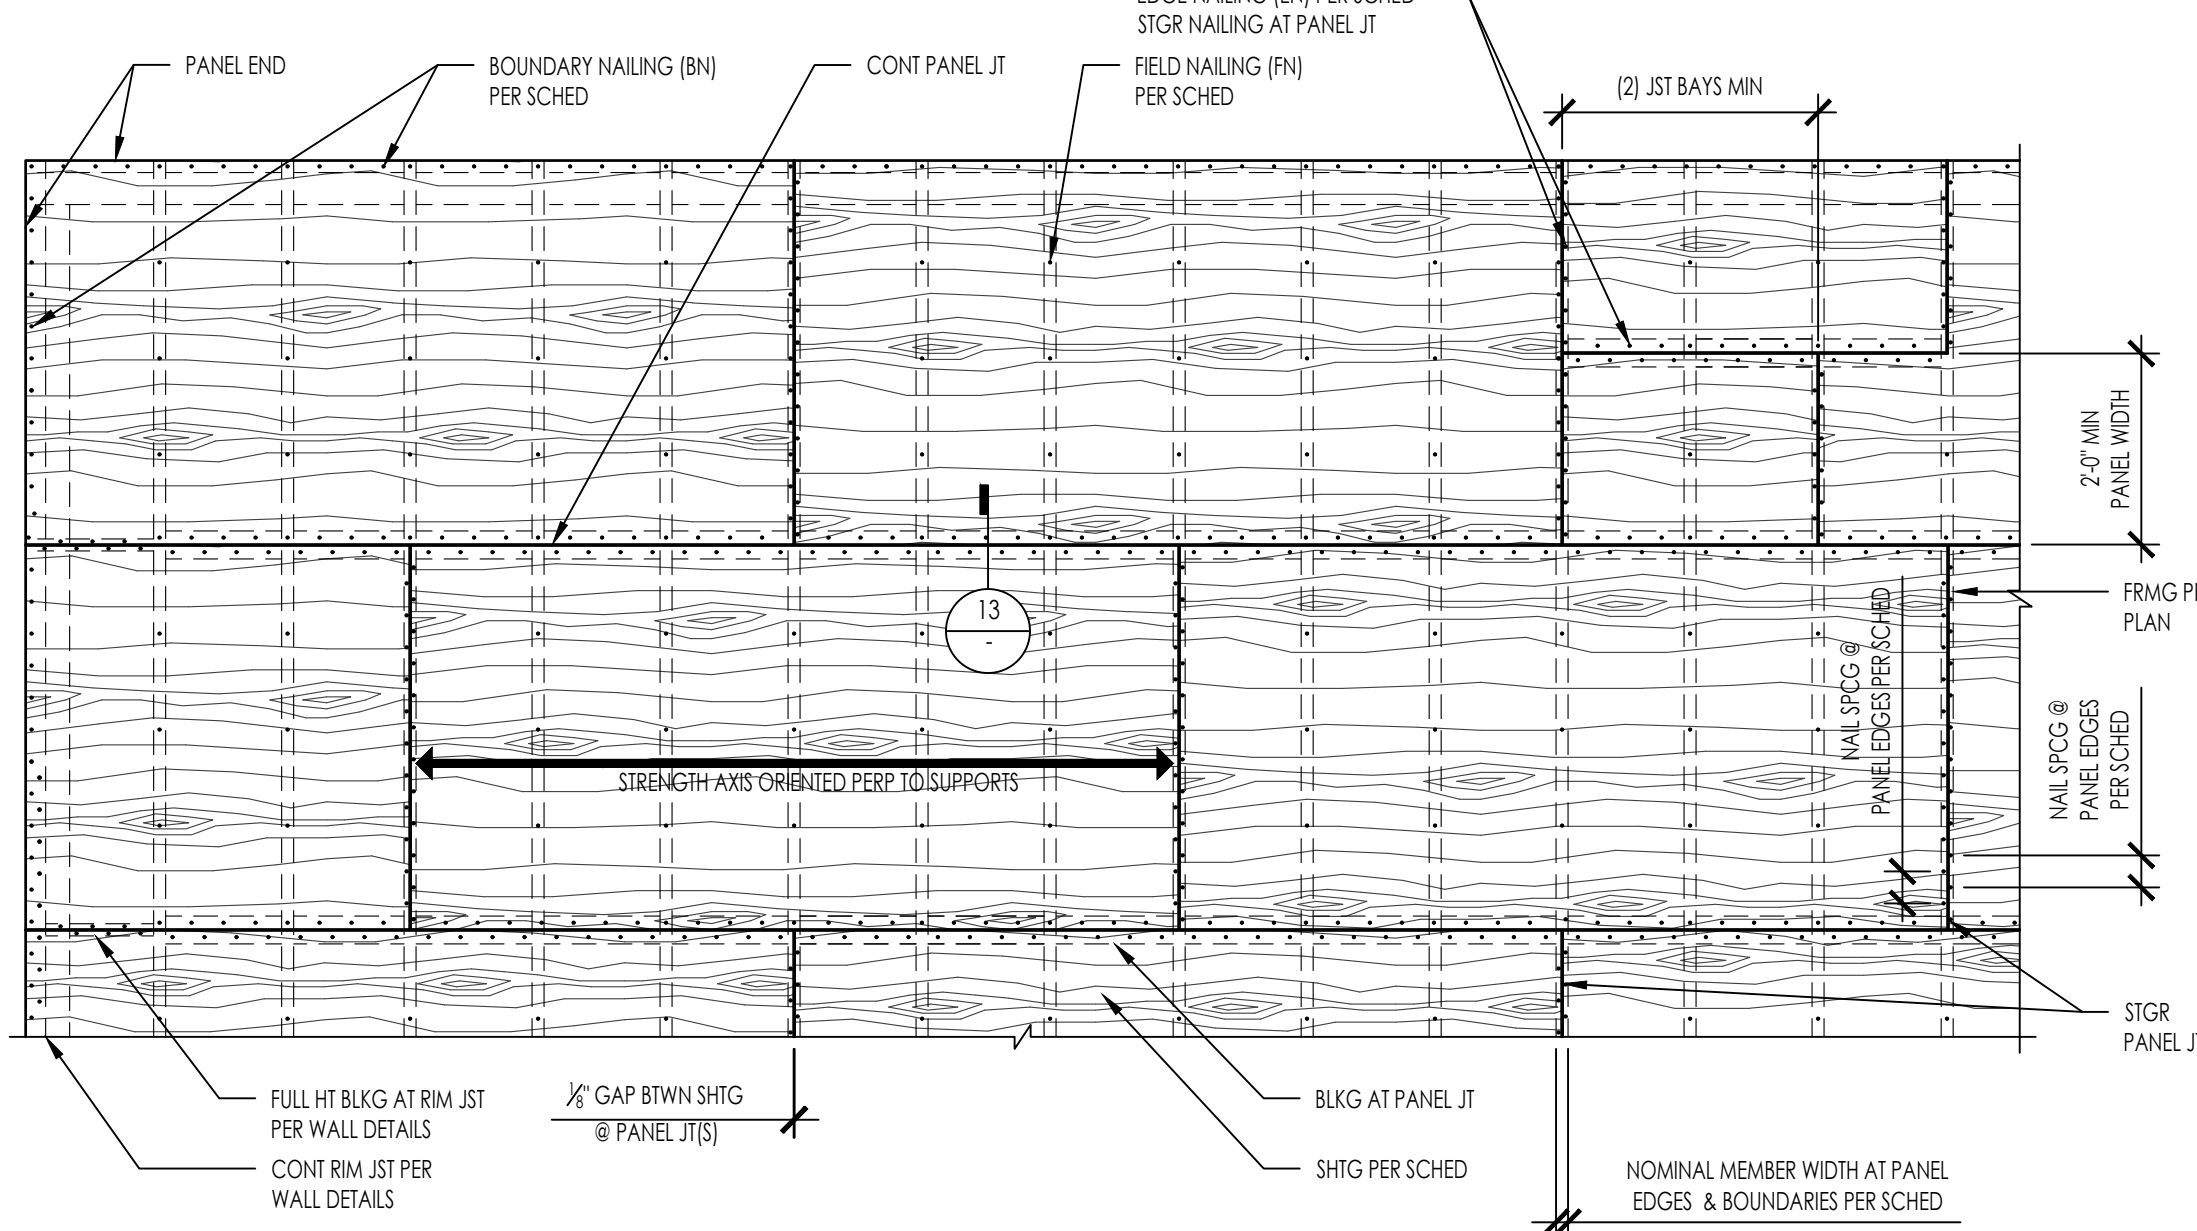 EDGE NAILING (EN) PER SCHED
STGR NAILING AT PANEL JT
PANEL END
BOUNDARY NAILING (BN)
PER SCHED
CONT PANEL JT
FIELD NAILING (FN)
PER SCHED
(2) JST BAYS MIN
2'-0" MIN
PANEL WIDTH
13
-
FRMG
PLAN
NAIL SPCG @
PANEL EDGES PER SCHED
NAIL SPCG @
PANEL EDGES
PER SCHED
STRENGTH AXIS ORIENTED PERP TO SUPPORTS
STGR
PANEL JT
FULL HT BLKG AT RIM JST
PER WALL DETAILS
CONT RIM JST PER
WALL DETAILS
⅛" GAP BTWN SHTG
@ PANEL JT(S)
BLKG AT PANEL JT
SHTG PER SCHED
NOMINAL MEMBER WIDTH AT PANEL
EDGES & BOUNDARIES PER SCHED